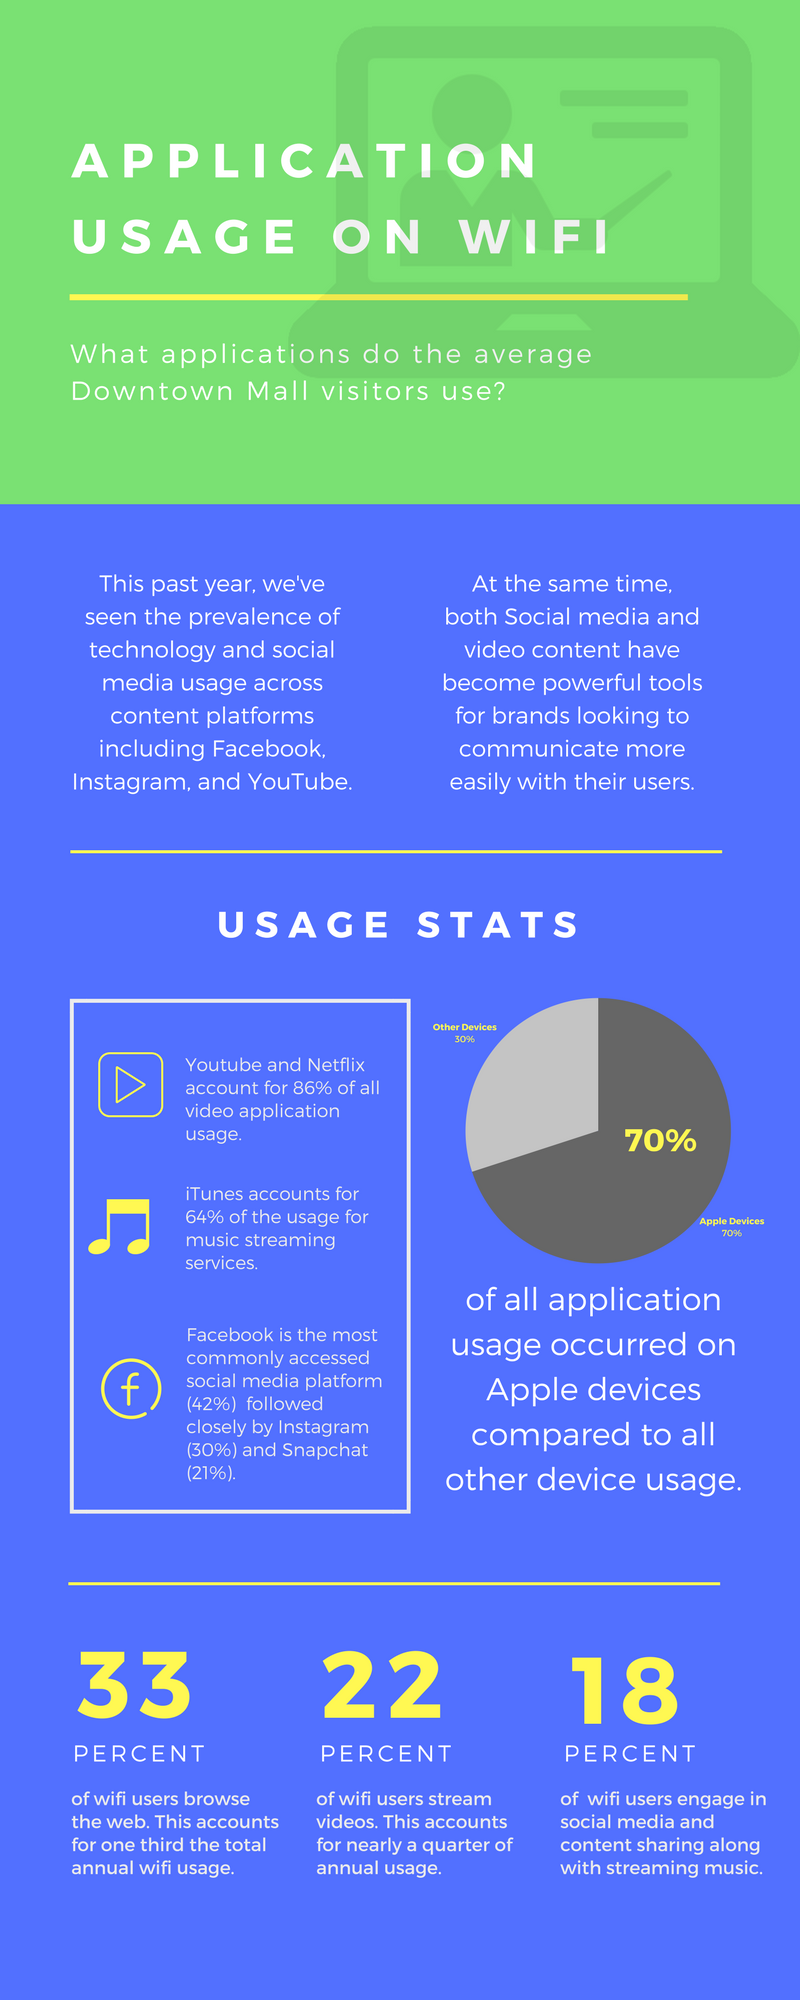 APPLICATION
USAGE ON WIFI
What applications do the average
Downtown Mall visitors use?
This past year, we've
seen the prevalence of
technology and social
media usage across
content platforms
including Facebook,
Instagram, and YouTube.
At the same time,
both Social media and
video content have
become powerful tools
for brands looking to
communicate more
easily with their users.
USAGE STATS
Youtube and Netflix
account for 86% of all
video application
usage.
iTunes accounts for
64% of the usage for
music streaming
services.
Facebook is the most
commonly accessed
social media platform
(42%)  followed
closely by Instagram
(30%) and Snapchat
(21%).
Other Devices
30%
70%
Apple Devices
70%
of all application
usage occurred on
Apple devices
compared to all
other device usage.
33
PERCENT
of wifi users browse
the web. This accounts
for one third the total
annual wifi usage.
22
PERCENT
of wifi users stream
videos. This accounts
for nearly a quarter of
annual usage.
18
PERCENT
of  wifi users engage in
social media and
content sharing along
with streaming music.